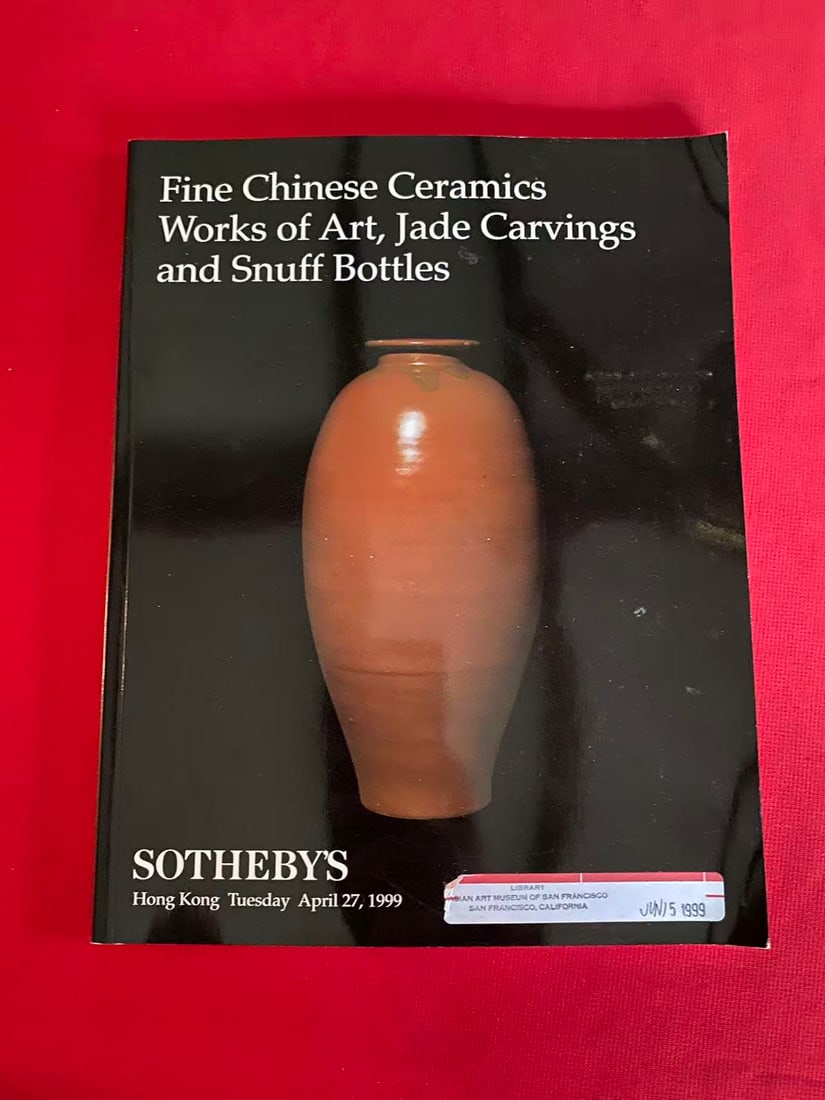 Fine Chinese Ceramics
Works of Art, Jade Carvings
and Snuff Bottles
SOTHEBY'S
Hong Kong Tuesday April 27, 1999
LIBRARY
ASIAN ART MUSEUM OF SAN FRANCISCO
SAN FRANCISCO, CALIFORNIA
JUN 15 1999